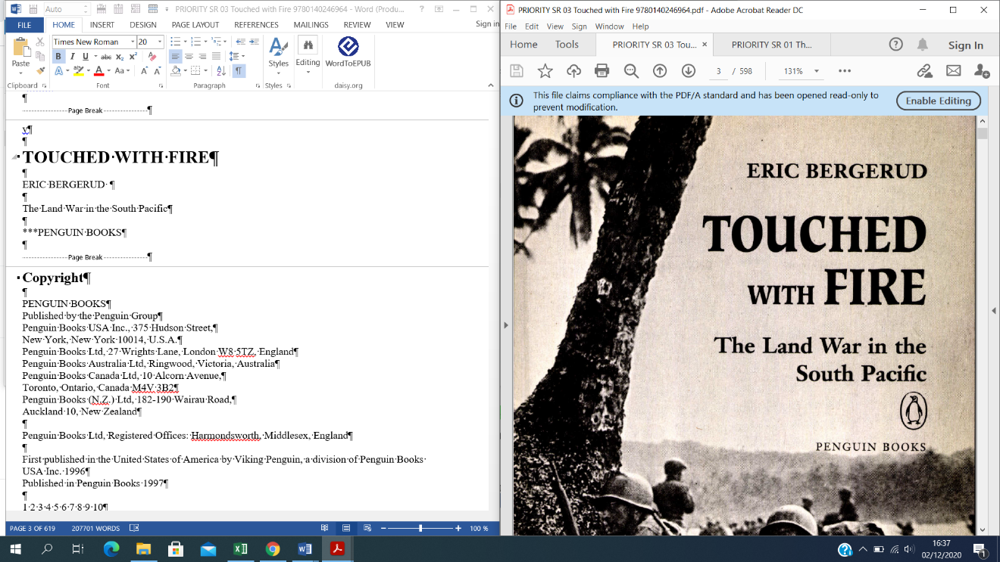 Auto
PRIORITY SR 03 Touched with Fire 9780140246964 - Word (Produ...
FILE HOME INSERT DESIGN PAGE LAYOUT REFERENCES MAILINGS REVIEW VIEW Sign in
Times New Roman 20
Paste
B I U abc X₂ X²
A aby A Aa A A
Styles
Editing
WordToEPUB
Clipboard Font Paragraph Styles daisy.org
Page Break
v
TOUCHED WITH FIRE
ERIC BERGERUD
The Land War in the South Pacific
***PENGUIN BOOKS
Page Break
Copyright
PENGUIN BOOKS
Published by the Penguin Group
Penguin Books USA Inc., 375 Hudson Street,
New York, New York 10014, U.S.A.
Penguin Books Ltd, 27 Wrights Lane, London W8 5TZ, England
Penguin Books Australia Ltd, Ringwood, Victoria, Australia
Penguin Books Canada Ltd, 10 Alcorn Avenue,
Toronto, Ontario, Canada M4V 3B2
Penguin Books (N.Z.) Ltd, 182-190 Wairau Road,
Auckland 10, New Zealand
Penguin Books Ltd, Registered Offices: Harmondsworth, Middlesex, England
First published in the United States of America by Viking Penguin, a division of Penguin Books
USA Inc. 1996
Published in Penguin Books 1997
1 2 3 4 5 6 7 8 9 10
PAGE 3 OF 619 207701 WORDS 100 %
PRIORITY SR 03 Touched with Fire 9780140246964.pdf - Adobe Acrobat Reader DC
File Edit View Sign Window Help
Home Tools PRIORITY SR 03 Tou... × PRIORITY SR 01 Th... Sign In
3 / 598 131%
This file claims compliance with the PDF/A standard and has been opened read-only to
prevent modification.
Enable Editing
ERIC BERGERUD
TOUCHED
WITH FIRE
The Land War in the
South Pacific
PENGUIN BOOKS
16:37
02/12/2020
1